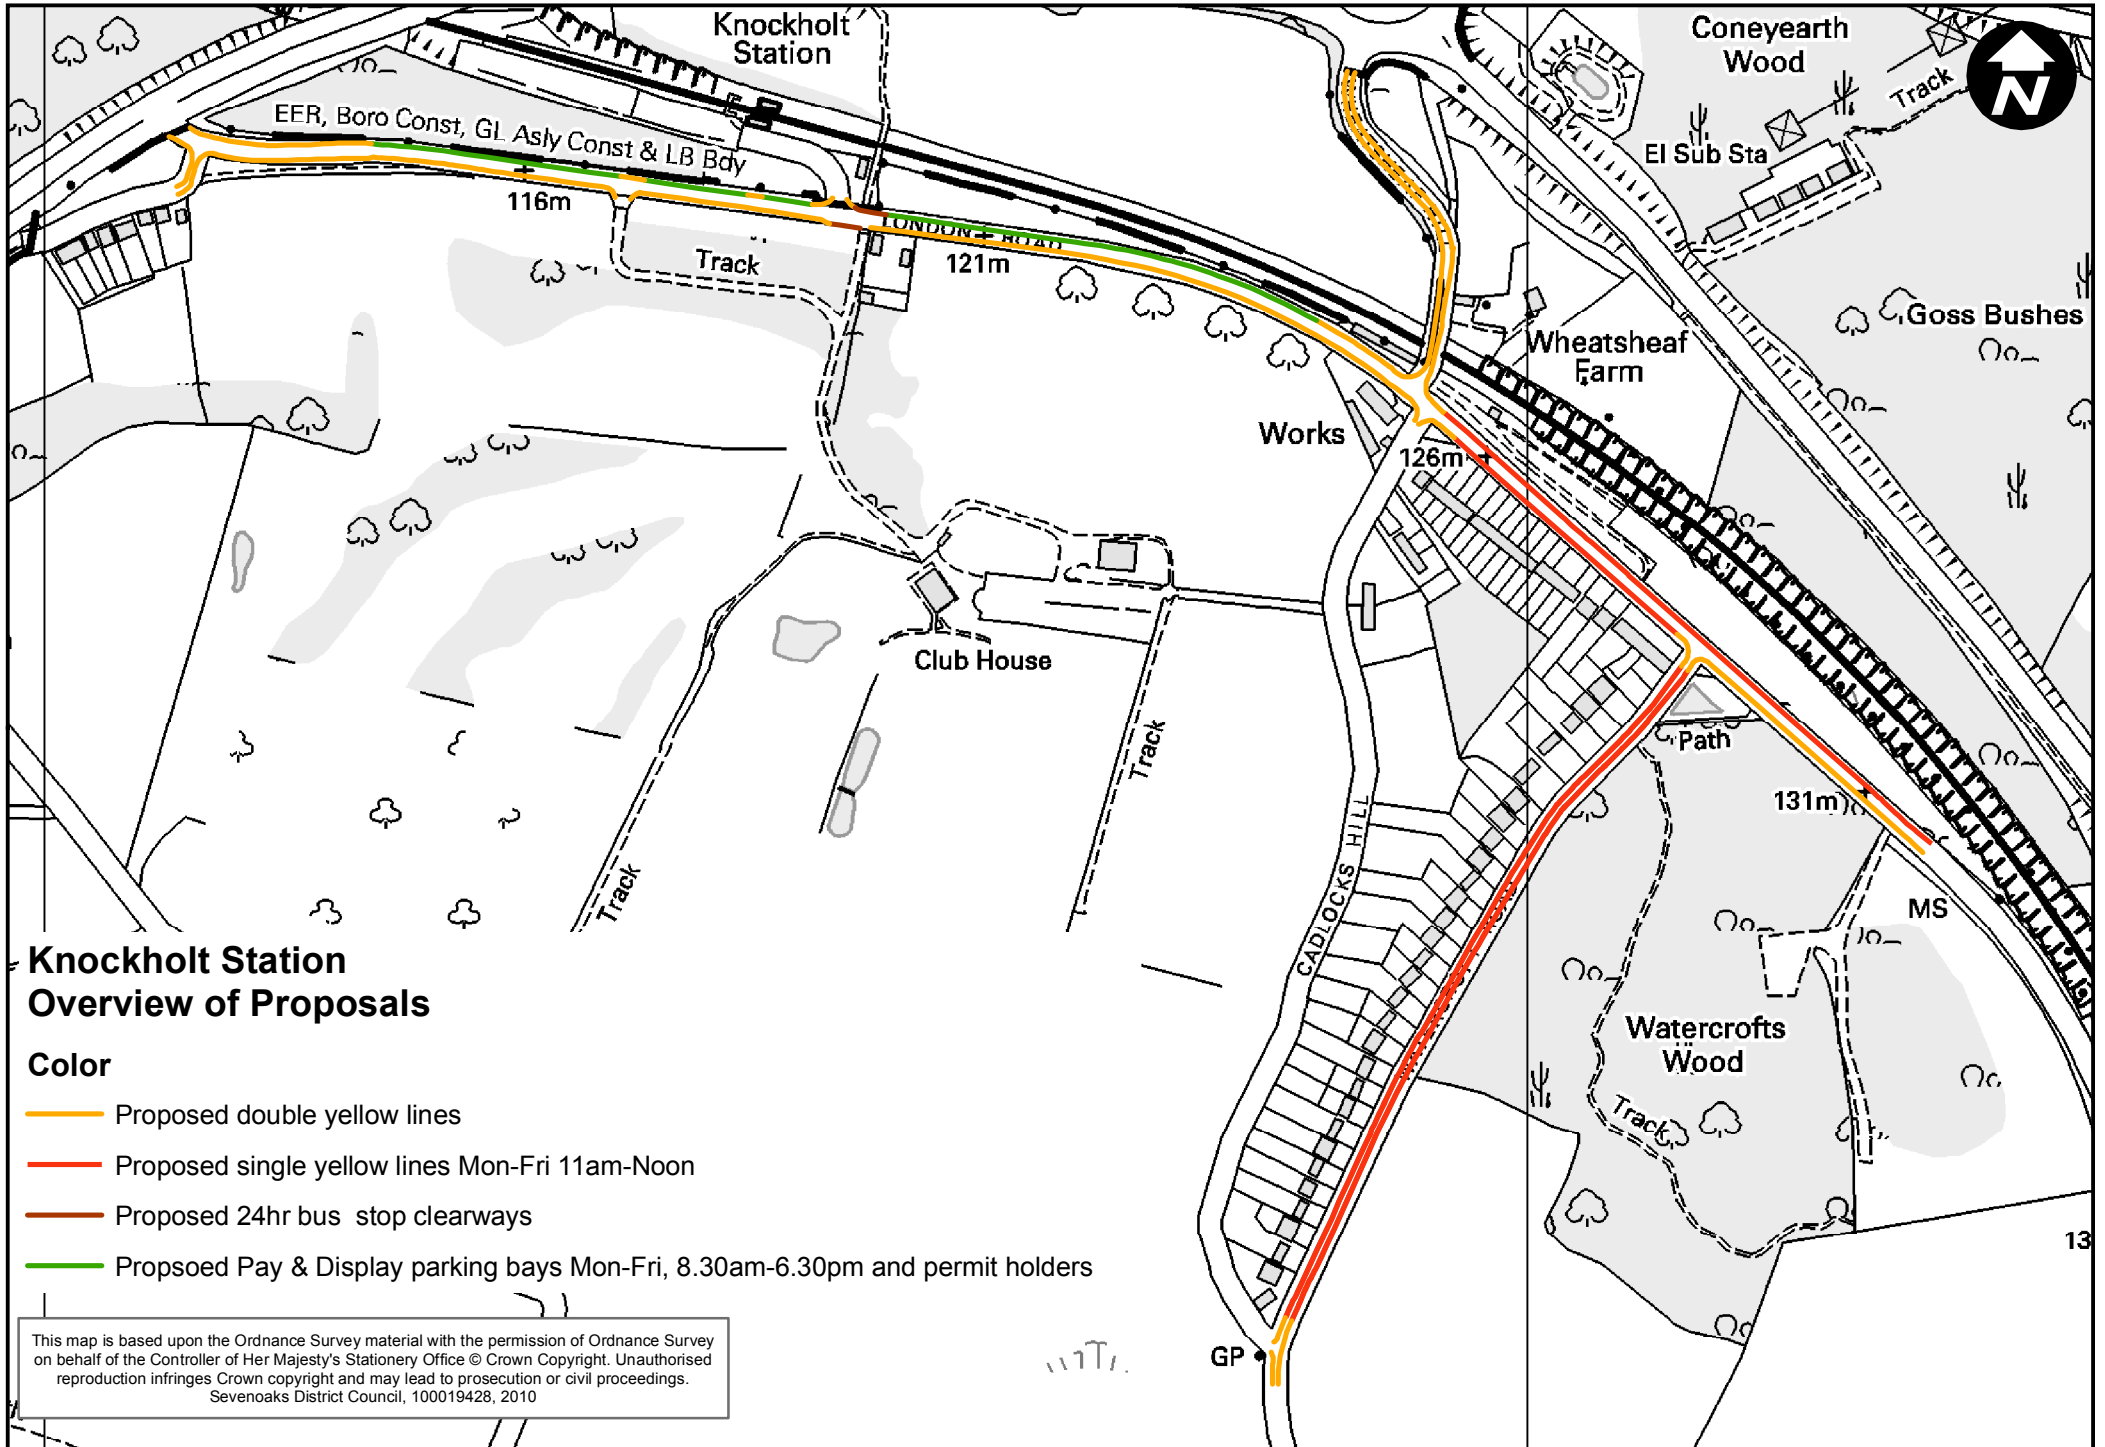 Knockholt
Station
Coneyearth
Wood
Track
N
EER, Boro Const, GL Asly Const & LB Bdy
El Sub Sta
116m
LONDON ROAD
Track
121m
Goss Bushes
Wheatsheaf
Farm
Works
126m
Club House
Path
Track
131m
CADLOCKS HILL
Track
MS
Watercrofts
Wood
Track
13
GP
Knockholt Station
Overview of Proposals
Color
Proposed double yellow lines
Proposed single yellow lines Mon-Fri 11am-Noon
Proposed 24hr bus stop clearways
Propsoed Pay & Display parking bays Mon-Fri, 8.30am-6.30pm and permit holders
This map is based upon the Ordnance Survey material with the permission of Ordnance Survey
on behalf of the Controller of Her Majesty's Stationery Office © Crown Copyright. Unauthorised
reproduction infringes Crown copyright and may lead to prosecution or civil proceedings.
Sevenoaks District Council, 100019428, 2010